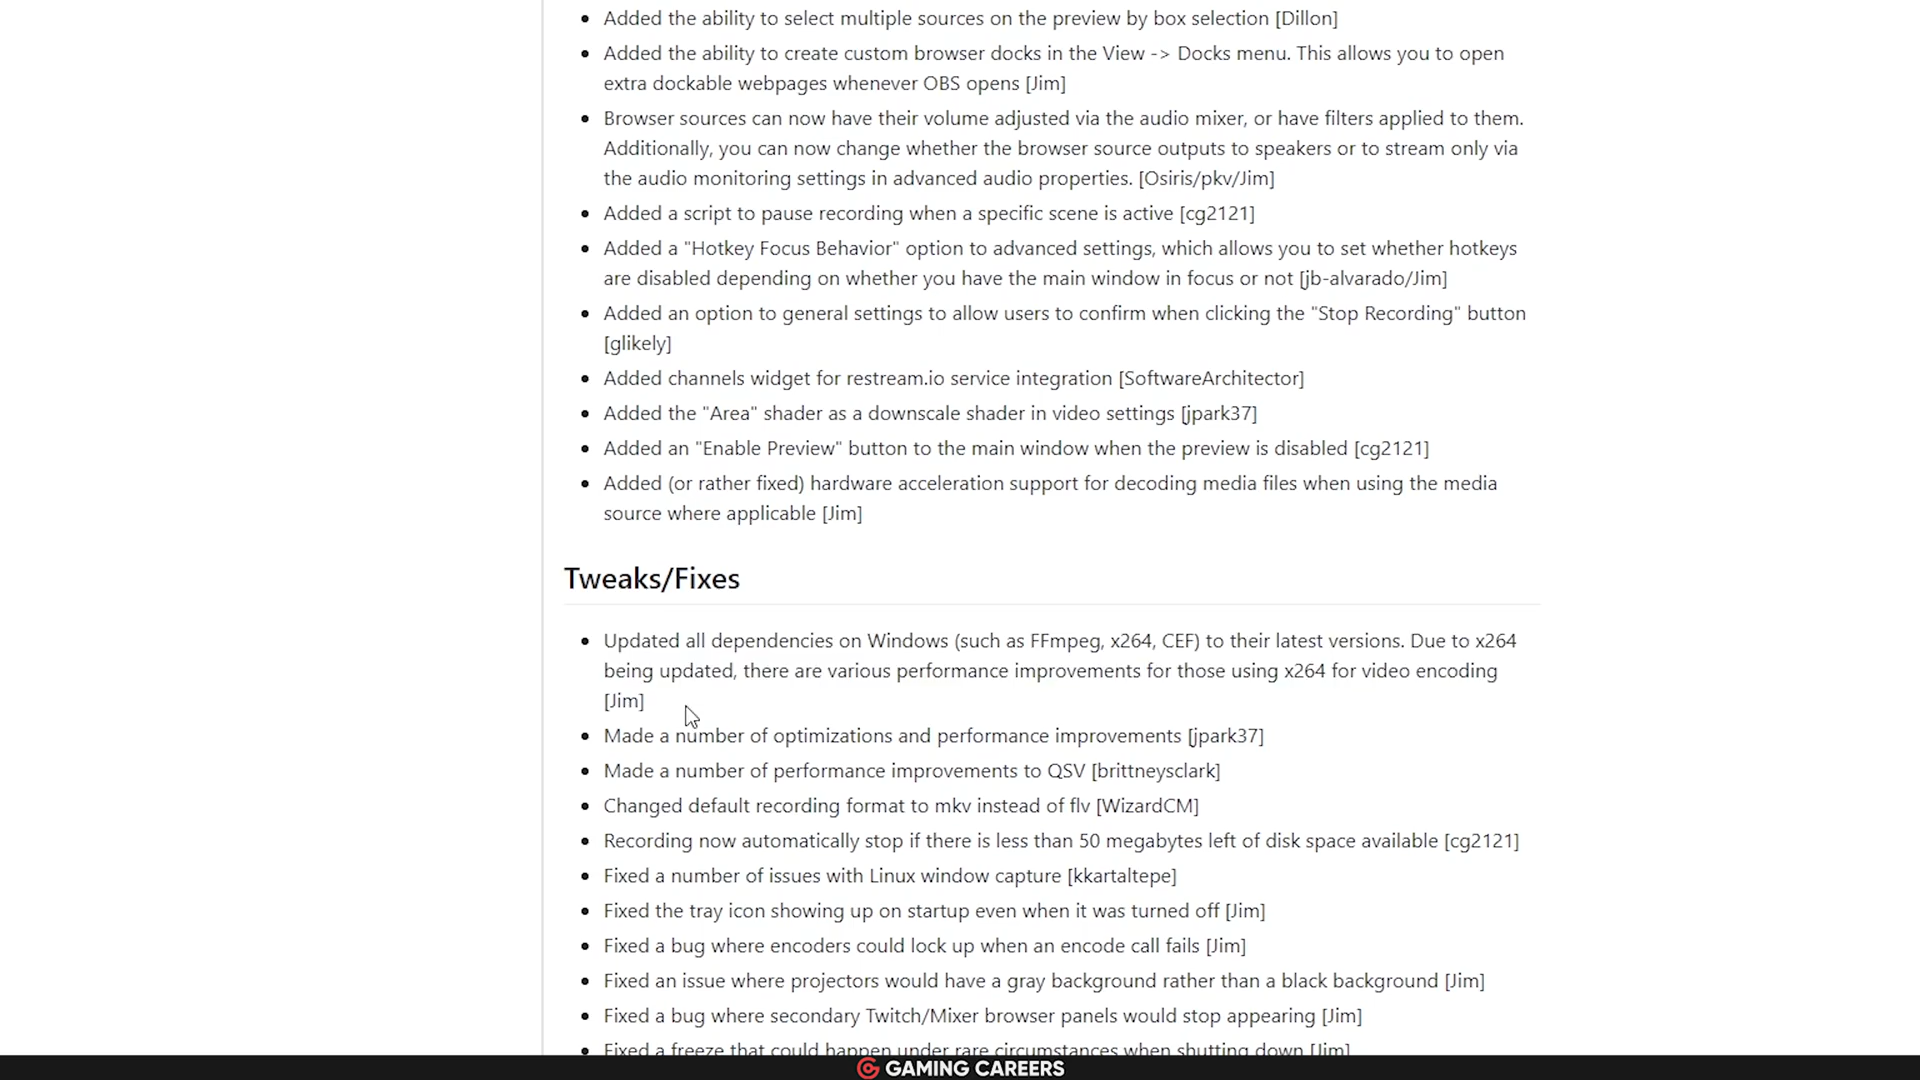 Added the ability to select multiple sources on the preview by box selection [Dillon]
Added the ability to create custom browser docks in the View -> Docks menu. This allows you to open
extra dockable webpages whenever OBS opens [Jim]
Browser sources can now have their volume adjusted via the audio mixer, or have filters applied to them.
Additionally, you can now change whether the browser source outputs to speakers or to stream only via
the audio monitoring settings in advanced audio properties. [Osiris/pkv/Jim]
Added a script to pause recording when a specific scene is active [cg2121]
Added a "Hotkey Focus Behavior" option to advanced settings, which allows you to set whether hotkeys
are disabled depending on whether you have the main window in focus or not [jb-alvarado/Jim]
Added an option to general settings to allow users to confirm when clicking the "Stop Recording" button
[glikely]
Added channels widget for restream.io service integration [SoftwareArchitector]
Added the "Area" shader as a downscale shader in video settings [jpark37]
Added an "Enable Preview" button to the main window when the preview is disabled [cg2121]
Added (or rather fixed) hardware acceleration support for decoding media files when using the media
source where applicable [Jim]
Tweaks/Fixes
Updated all dependencies on Windows (such as FFmpeg, x264, CEF) to their latest versions. Due to x264
being updated, there are various performance improvements for those using x264 for video encoding
[Jim]
Made a number of optimizations and performance improvements [jpark37]
Made a number of performance improvements to QSV [brittneysclark]
Changed default recording format to mkv instead of flv [WizardCM]
Recording now automatically stop if there is less than 50 megabytes left of disk space available [cg2121]
Fixed a number of issues with Linux window capture [kkartaltepe]
Fixed the tray icon showing up on startup even when it was turned off [Jim]
Fixed a bug where encoders could lock up when an encode call fails [Jim]
Fixed an issue where projectors would have a gray background rather than a black background [Jim]
Fixed a bug where secondary Twitch/Mixer browser panels would stop appearing [Jim]
Fixed a freeze that could happen under rare circumstances when shutting down [Jim]
GAMING CAREERS